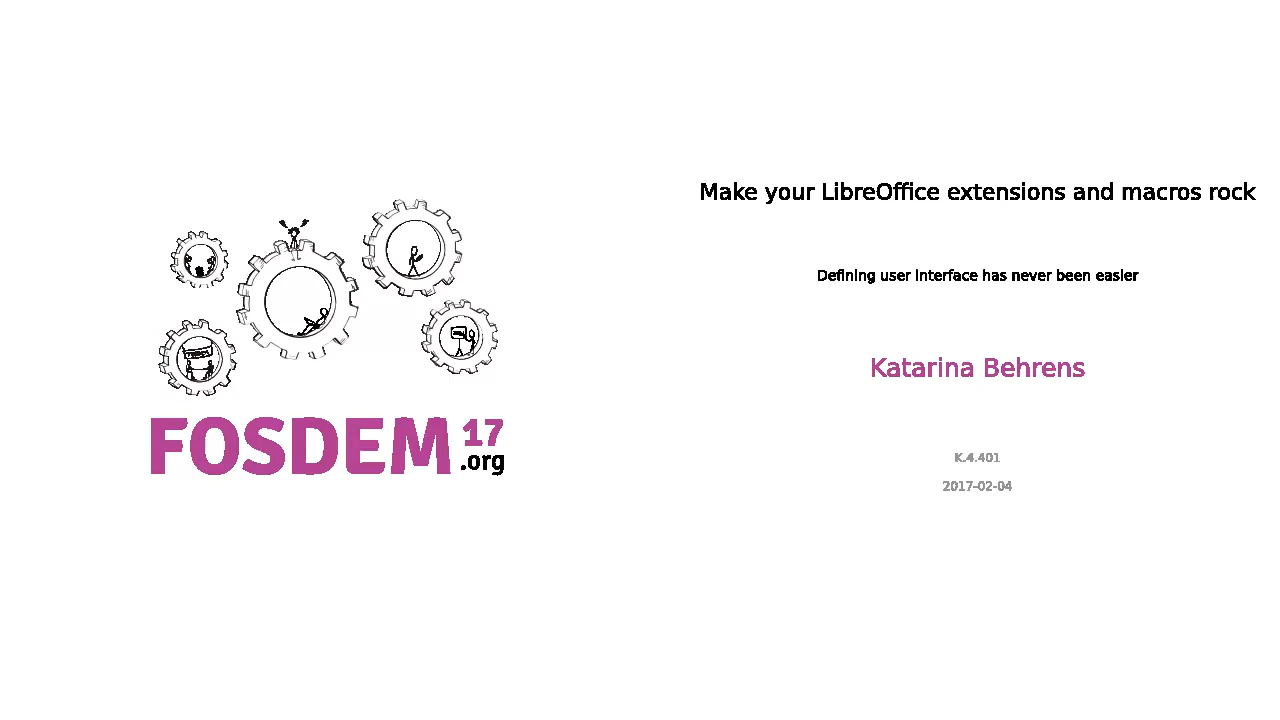 FOSDEM 17
.org
Make your LibreOffice extensions and macros rock
Defining user interface has never been easier
Katarina Behrens
K.4.401
2017-02-04